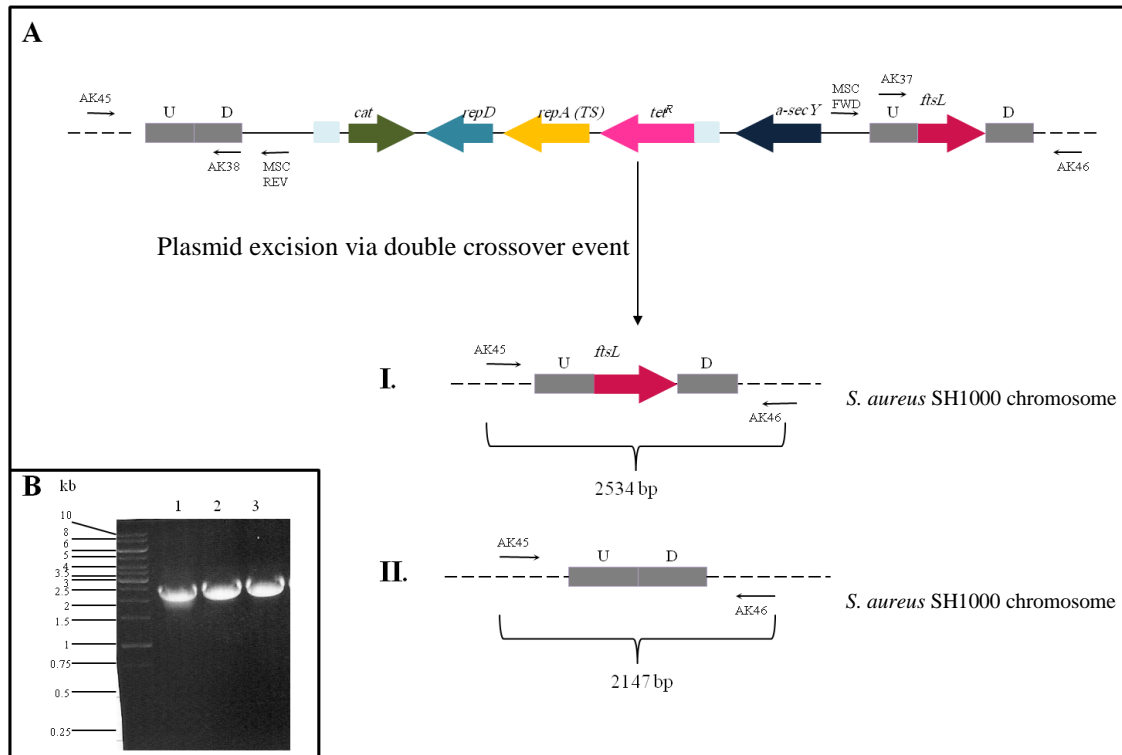 A
AK45
U D
cat
repD
repA (TS)
tetR
a-secY
MSC
FWD
AK37
U
ftsL
D
AK38
MSC
REV
AK46
Plasmid excision via double crossover event
I.
AK45
U
ftsL
D
AK46
S. aureus SH1000 chromosome
2534 bp
II.
AK45
U
D
AK46
S. aureus SH1000 chromosome
2147 bp
B
kb
1 2 3
10
8
6
5
4
3.5
3
2.5
2
1.5
1
0.75
0.5
0.25